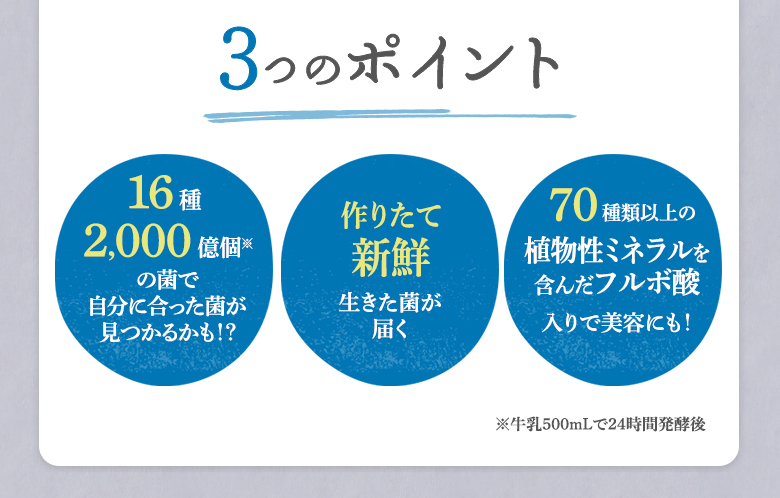 3つのポイント
16種
2,000億個※
の菌で
自分に合った菌が
見つかるかも!?
作りたて
新鮮
生きた菌が
届く
70種類以上の
植物性ミネラルを
含んだフルボ酸
入りで美容にも!
※牛乳500mLで24時間発酵後